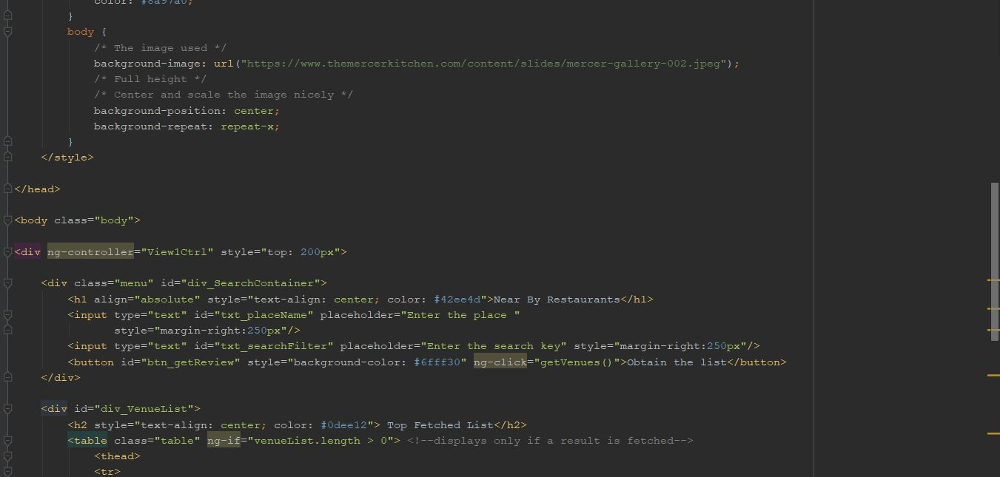 color: #8a97a0;
}
body {
/* The image used */
background-image: url("https://www.themercerkitchen.com/content/slides/mercer-gallery-002.jpeg");
/* Full height */
/* Center and scale the image nicely */
background-position: center;
background-repeat: repeat-x;
}
</style>
</head>
<body class="body">
<div ng-controller="View1Ctrl" style="top: 200px">
<div class="menu" id="div_SearchContainer">
<h1 align="absolute" style="text-align: center; color: #42ee4d">Near By Restaurants</h1>
<input type="text" id="txt_placeName" placeholder="Enter the place "
style="margin-right:250px"/>
<input type="text" id="txt_searchFilter" placeholder="Enter the search key" style="margin-right:250px"/>
<button id="btn_getReview" style="background-color: #6fff30" ng-click="getVenues()">Obtain the list</button>
</div>
<div id="div_VenueList">
<h2 style="text-align: center; color: #0dee12"> Top Fetched List</h2>
<table class="table" ng-if="venueList.length > 0"> <!--displays only if a result is fetched-->
<thead>
<tr>